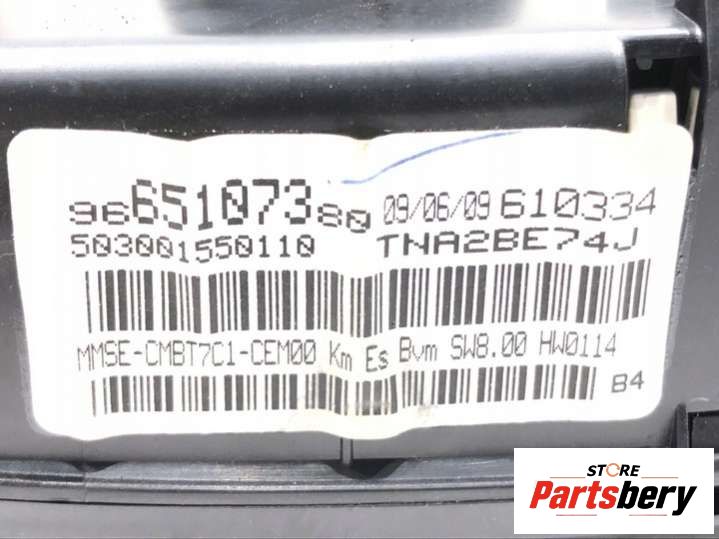 9665107380 09/06/09 610334
503001550110 TNA2BE74J
MMSE-CMBT7C1-CEM00 Km Es Bvm SW8.00 HW0114
B4
STORE
Partsbery